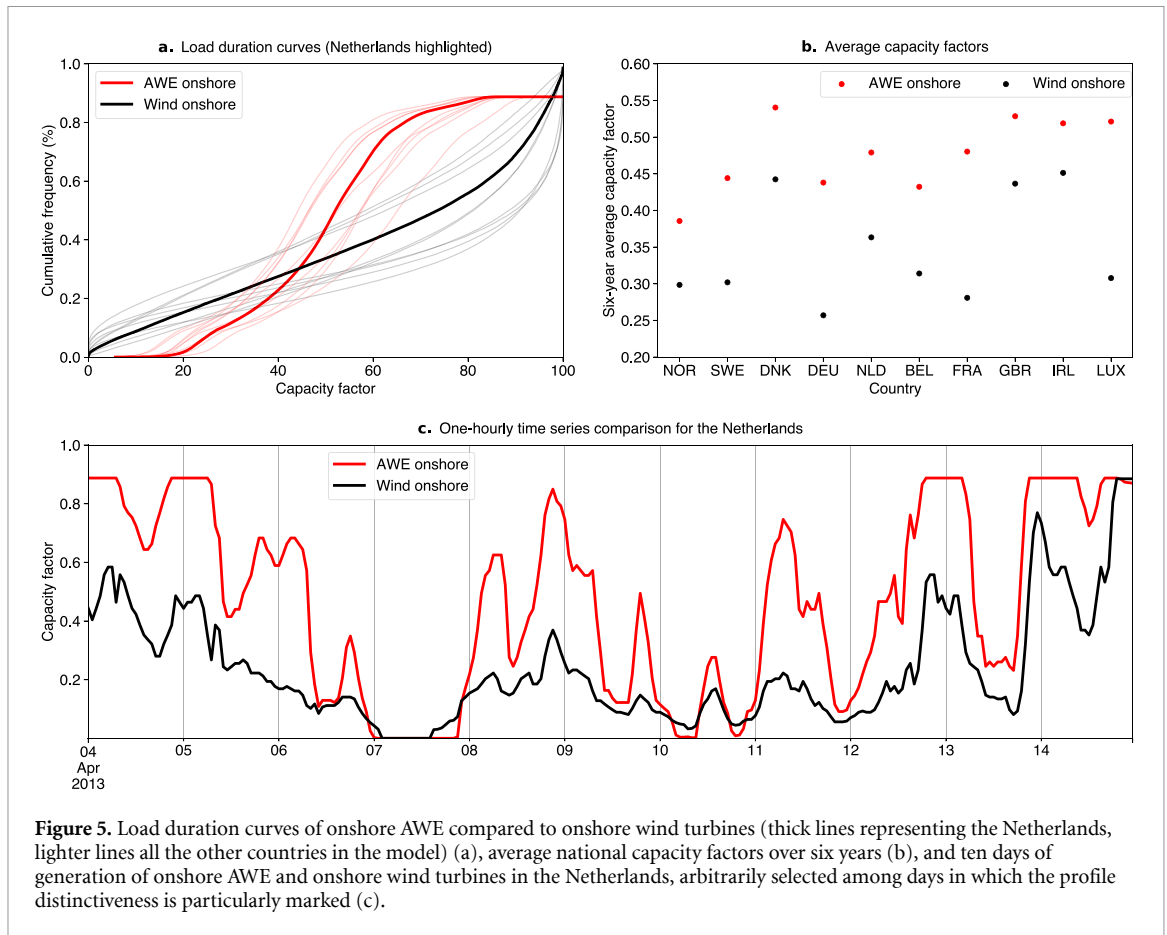 a. Load duration curves (Netherlands highlighted)
1.0
0.8
0.6
0.4
0.2
0.0
Cumulative frequency (%)
AWE onshore
Wind onshore
0 20 40 60 80 100
Capacity factor
b. Average capacity factors
0.60
0.55
0.50
0.45
0.40
0.35
0.30
0.25
0.20
Six-year average capacity factor
AWE onshore Wind onshore
NOR SWE DNK DEU NLD BEL FRA GBR IRL LUX
Country
c. One-hourly time series comparison for the Netherlands
1.0
0.8
0.6
0.4
0.2
Capacity factor
AWE onshore
Wind onshore
04 05 06 07 08 09 10 11 12 13 14
Apr
2013
Figure 5. Load duration curves of onshore AWE compared to onshore wind turbines (thick lines representing the Netherlands,
lighter lines all the other countries in the model) (a), average national capacity factors over six years (b), and ten days of
generation of onshore AWE and onshore wind turbines in the Netherlands, arbitrarily selected among days in which the profile
distinctiveness is particularly marked (c).